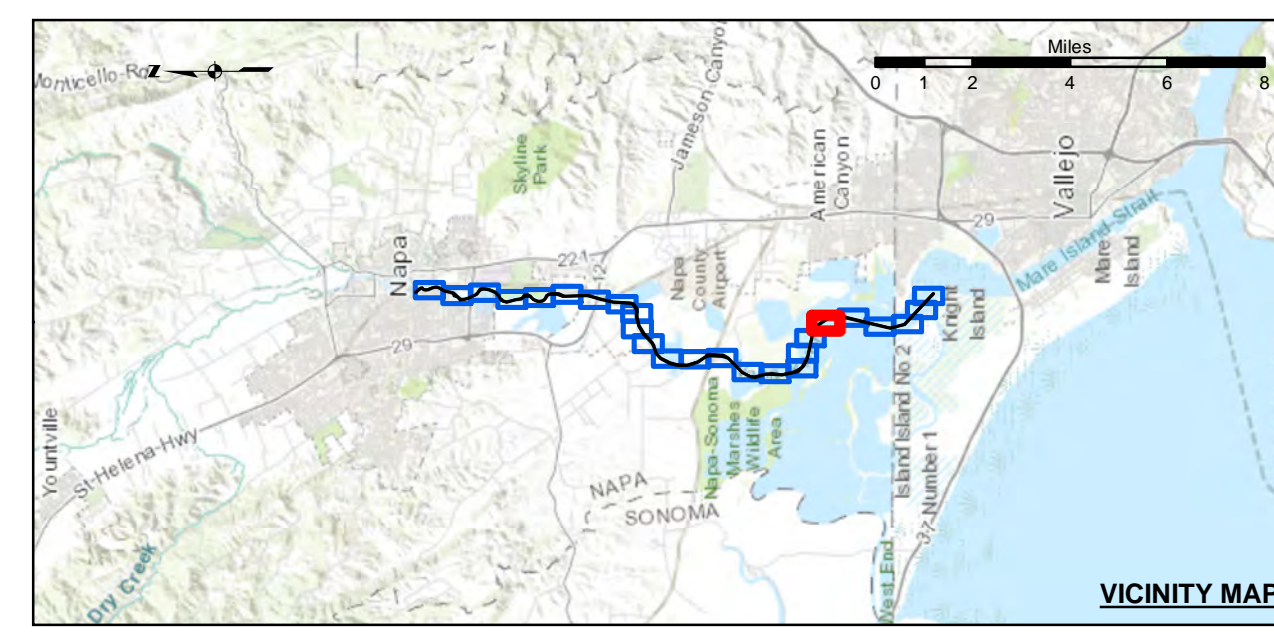 Miles
0 1 2 4 6 8
Monticello-Rd
Z
Jameson Canyon
Skyline
Park
American
Canyon
Vallejo
29
Mare Island-Strait
Mare
Island
221
12
Napa
Napa
County
Airport
Knight
Island
29
Napa-Sonoma
Marshes
Wildlife
Area
Island Island No 2
37-Number 1
Yountville
St-Helena-Hwy
NAPA
SONOMA
West End
Dry Creek
VICINITY MAP